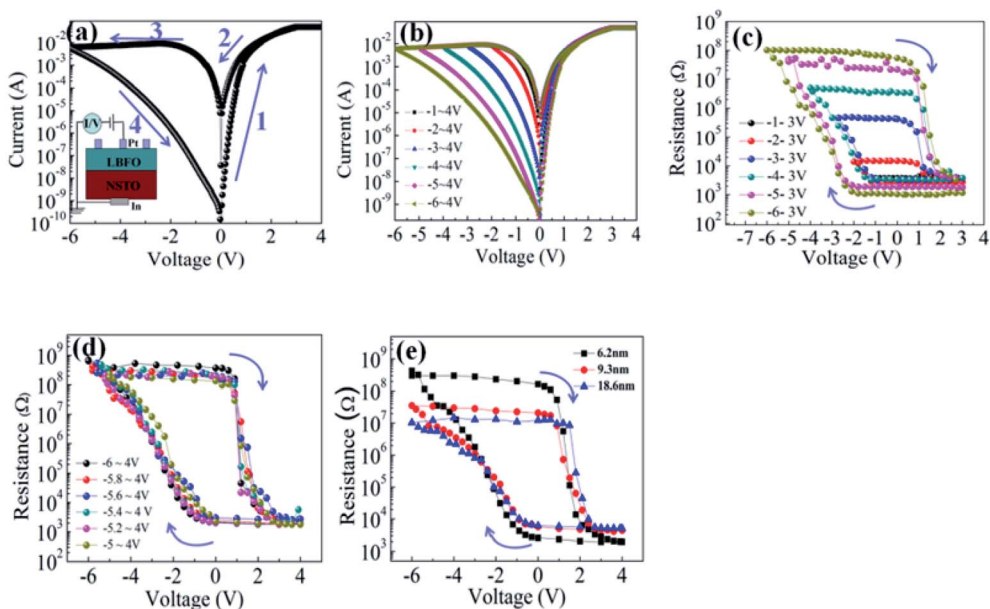 (a)
3
2
4
1
I/V
Pt
LBFO
NSTO
In
Current (A)
10⁻²
10⁻³
10⁻⁴
10⁻⁵
10⁻⁶
10⁻⁷
10⁻⁸
10⁻⁹
10⁻¹⁰
-6 -4 -2 0 2 4
Voltage (V)
(b)
Current (A)
10⁻²
10⁻³
10⁻⁴
10⁻⁵
10⁻⁶
10⁻⁷
10⁻⁸
10⁻⁹
-1~4V
-2~4V
-3~4V
-4~4V
-5~4V
-6~4V
-6 -5 -4 -3 -2 -1 0 1 2 3 4
Voltage (V)
(c)
Resistance (Ω)
10⁹
10⁸
10⁷
10⁶
10⁵
10⁴
10³
10²
-1- 3V
-2- 3V
-3- 3V
-4- 3V
-5- 3V
-6- 3V
-7 -6 -5 -4 -3 -2 -1 0 1 2 3 4
Voltage (V)
(d)
Resistance (Ω)
10¹⁰
10⁹
10⁸
10⁷
10⁶
10⁵
10⁴
10³
10²
-6 ~ 4V
-5.8 ~ 4V
-5.6 ~ 4V
-5.4 ~ 4V
-5.2 ~ 4V
-5 ~ 4V
-6 -4 -2 0 2 4
Voltage (V)
(e)
Resistance (Ω)
10⁹
10⁸
10⁷
10⁶
10⁵
10⁴
10³
10²
6.2nm
9.3nm
18.6nm
-6 -4 -2 0 2 4
Voltage (V)